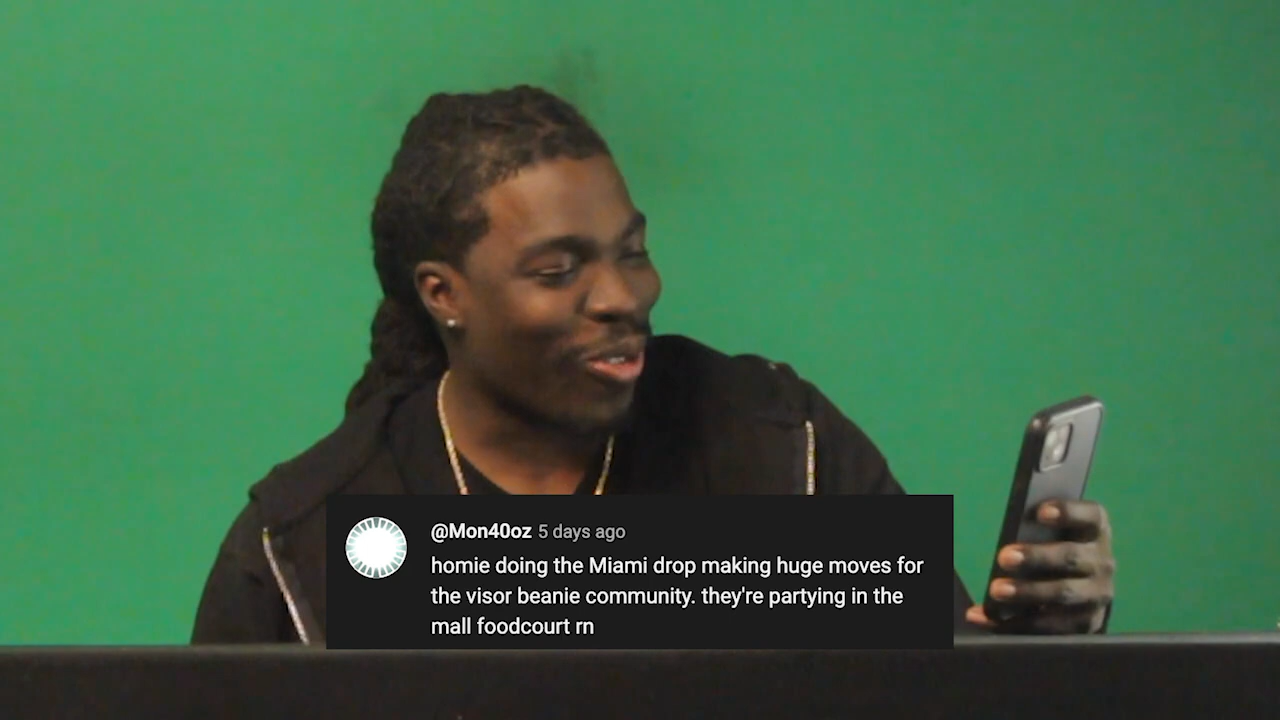 @Mon40oz 5 days ago
homie doing the Miami drop making huge moves for
the visor beanie community. they're partying in the
mall foodcourt rn